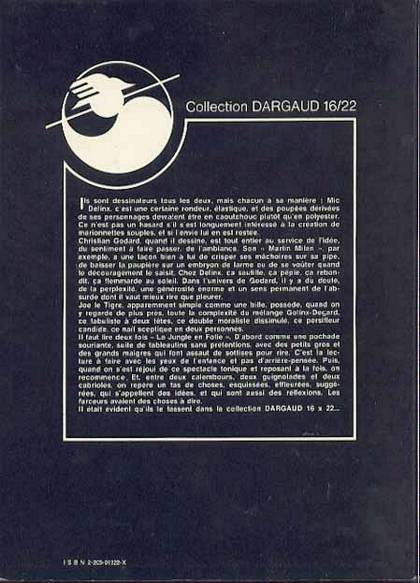 Collection DARGAUD 16/22
Ils sont dessinateurs tous les deux, mais chacun à sa manière : Mic
Delinx, c'est une certaine rondeur, élastique, et des poupées dérivées
de ses personnages devraient être en caoutchouc plutôt qu'en polyester.
Ce n'est pas un hasard s'il s'est longuement intéressé à la création de
marionnettes souples, et si l'envie lui en est restée.
Christian Godard, quand il dessine, est tout entier au service de l'idée,
du sentiment à faire passer, de l'ambiance. Son « Martin Milan », par
exemple, a une façon bien à lui de crisper ses mâchoires sur sa pipe,
de baisser la paupière sur un embryon de larme ou de se voûter quand
le découragement le saisit. Chez Delinx, ça sautille, ça pépie, ça rebon-
dit, ça flemmarde au soleil. Dans l'univers de Godard, il y a du doute,
de la perplexité, une générosité énorme et un sens permanent de l'ab-
surde dont il vaut mieux rire que pleurer.
Joe le Tigre, apparemment simple comme une bille, possède, quand on
y regarde de plus près, toute la complexité du mélange Golinx-Degard,
ce fabuliste à deux têtes, ce double moraliste dissimulé, ce persifleur
candide, ce naïf sceptique en deux personnes.
Il faut lire deux fois « La Jungle en Folie ». D'abord comme une pochade
souriante, suite de tableautins sans prétentions, avec des petits gros et
des grands maigres qui font assaut de sottises pour rire. C'est la lec-
ture à faire avec les yeux de l'enfance et pas d'arrière-pensée. Puis,
quand on s'est réjoui de ce spectacle tonique et reposant à la fois, on
recommence. Et, entre deux calembours, deux guignolades et deux
cabrioles, on repère un tas de choses, esquissées, effleurées, suggé-
rées, qui s'appellent des idées, et qui sont aussi des réflexions. Les
farceurs avaient des choses à dire.
Il était évident qu'ils le fassent dans la collection DARGAUD 16 x 22...
ISBN 2-205-01322-X